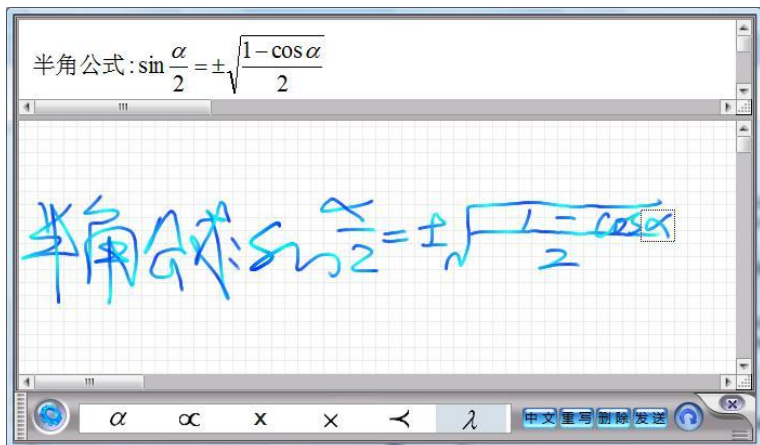 半角公式:sin α/2 = ±√((1−cosα)/2)
半角公式:sin α/2 = ±√((1−cosα)/2)
α ∝ x × ≺ λ 中文 重写 删除 发送